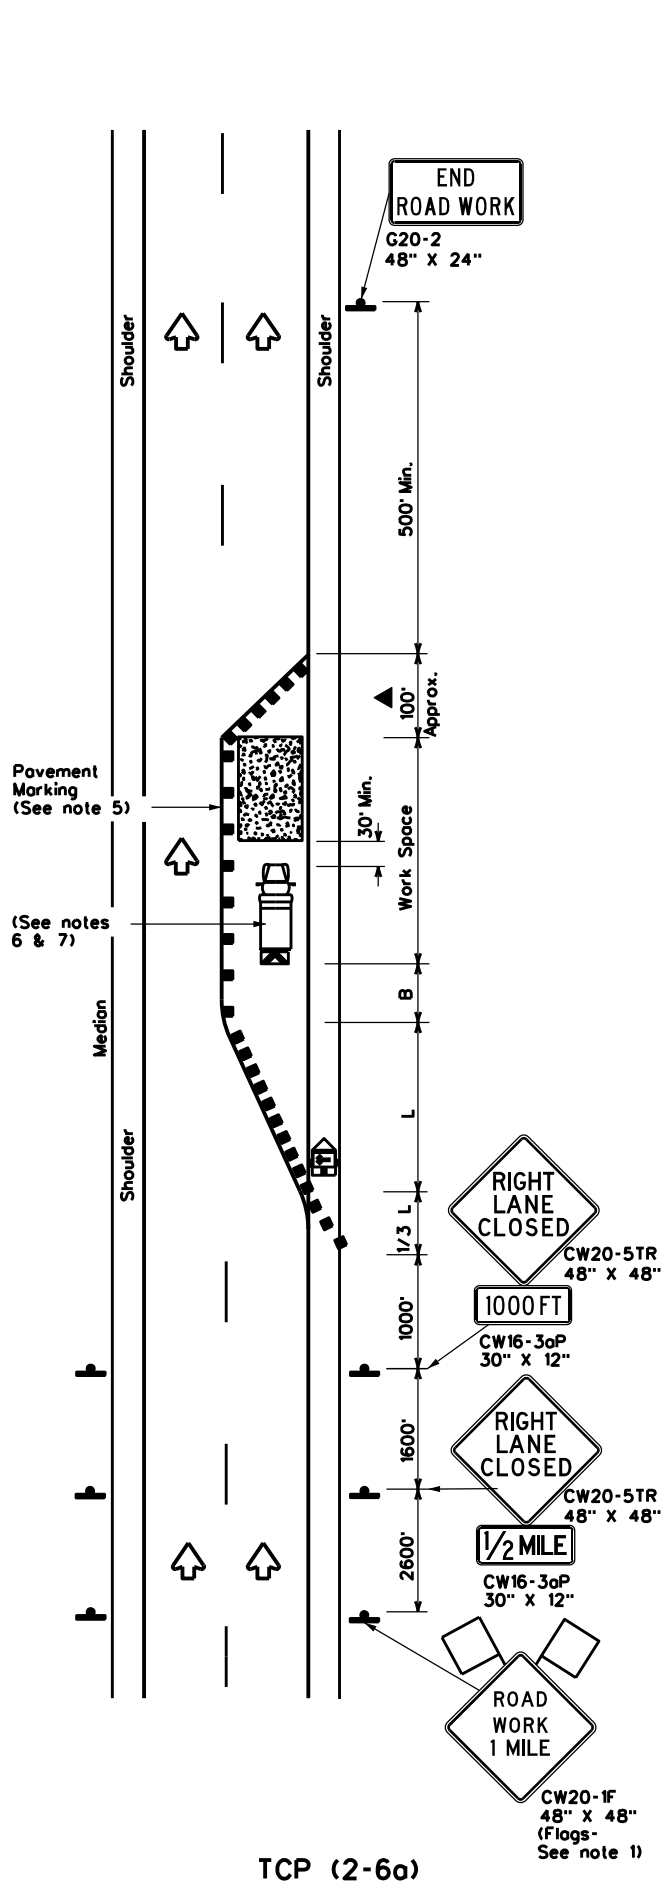 END
ROAD WORK
G20-2
48" X 24"
Shoulder
Shoulder
500' Min.
100'
Approx.
Pavement
Marking
(See note 5)
30' Min.
Work Space
(See notes
6 & 7)
B
Median
L
Shoulder
RIGHT
LANE
CLOSED
1/3 L
CW20-5TR
48" X 48"
1000 FT
1000'
CW16-3aP
30" X 12"
RIGHT
LANE
CLOSED
1600'
CW20-5TR
48" X 48"
1/2 MILE
2600'
CW16-3aP
30" X 12"
ROAD
WORK
1 MILE
CW20-1F
48" X 48"
(Flags-
See note 1)
TCP (2-6a)